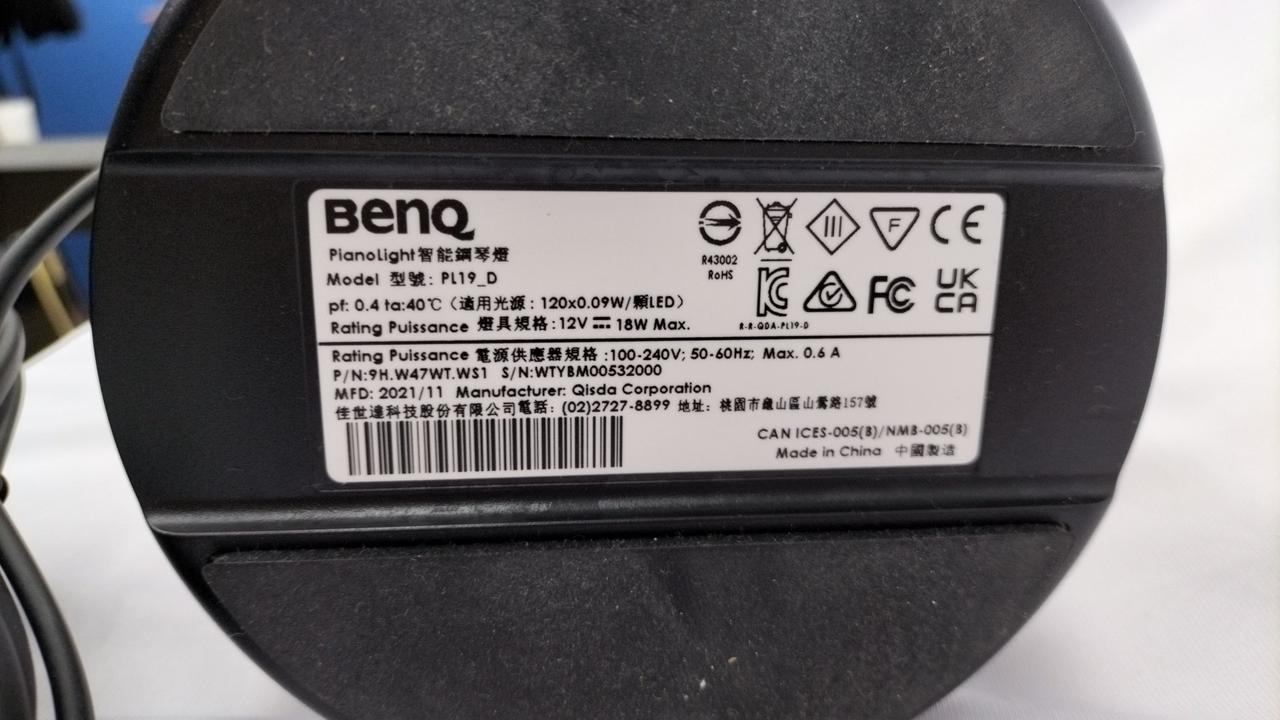 BenQ
PianoLight智能鋼琴燈
Model 型號: PL19_D
pf: 0.4 ta:40℃ (適用光源 : 120x0.09W/顆LED)
Rating Puissance 燈具規格 : 12V ⎓ 18W Max.
R43002
RoHS
F
CE
KC
FC
UK
CA
R-R-QDA-PL19-D
Rating Puissance 電源供應器規格 :100-240V; 50-60Hz; Max. 0.6 A
P/N:9H.W47WT.WS1 S/N:WTYBM00532000
MFD: 2021/11 Manufacturer: Qisda Corporation
佳世達科技股份有限公司電話: (02)2727-8899 地址: 桃園市龜山區山鶯路157號
CAN ICES-005(B)/NMB-005(B)
Made in China 中國製造